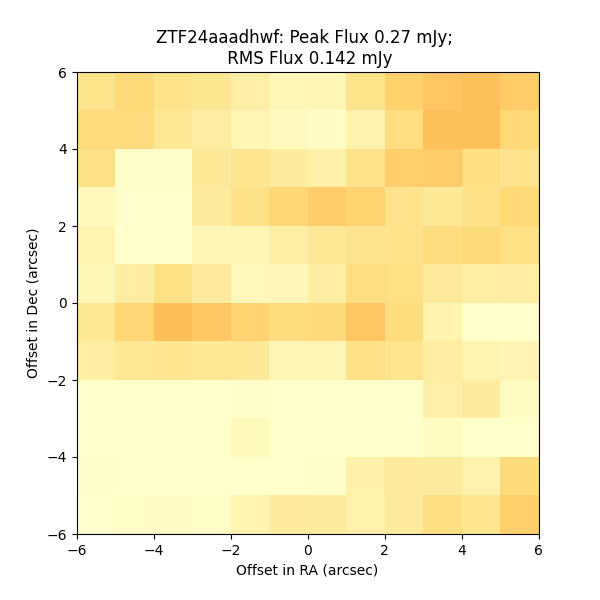 ZTF24aaadhwf: Peak Flux 0.27 mJy;
RMS Flux 0.142 mJy
6
4
2
0
−2
−4
−6
Offset in Dec (arcsec)
−6 −4 −2 0 2 4 6
Offset in RA (arcsec)